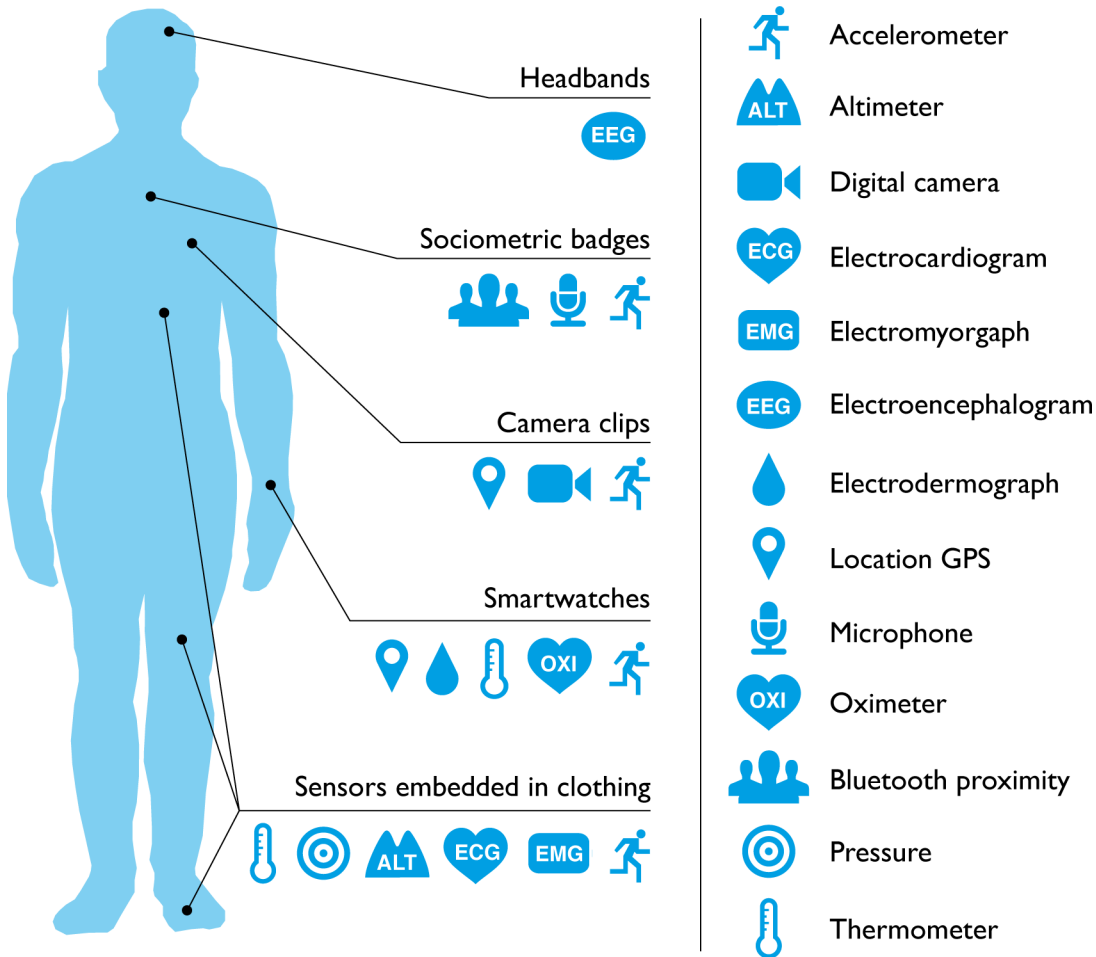 Headbands
EEG
Sociometric badges
Camera clips
Smartwatches
OXI
Sensors embedded in clothing
ALT ECG EMG
Accelerometer
ALT Altimeter
Digital camera
ECG Electrocardiogram
EMG Electromyorgaph
EEG Electroencephalogram
Electrodermograph
Location GPS
Microphone
OXI Oximeter
Bluetooth proximity
Pressure
Thermometer